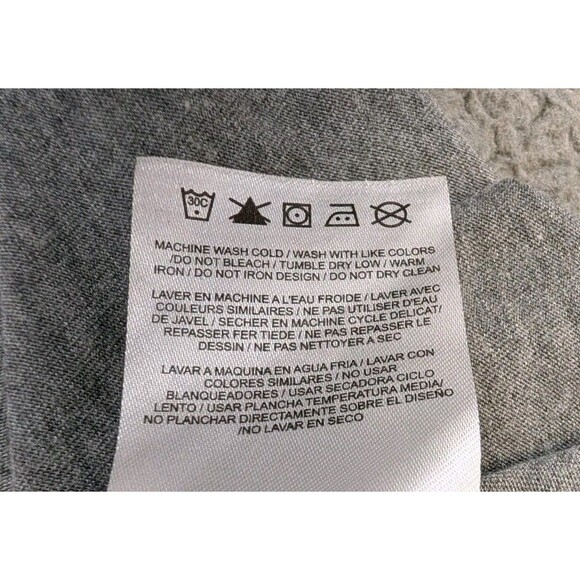 30C
MACHINE WASH COLD / WASH WITH LIKE COLORS
/DO NOT BLEACH / TUMBLE DRY LOW / WARM
IRON / DO NOT IRON DESIGN / DO NOT DRY CLEAN
LAVER EN MACHINE A L'EAU FROIDE / LAVER AVEC
COULEURS SIMILAIRES / NE PAS UTILISER D'EAU
DE JAVEL / SECHER EN MACHINE CYCLE DELICAT/
REPASSER FER TIEDE / NE PAS REPASSER LE
DESSIN / NE PAS NETTOYER A SEC
LAVAR A MAQUINA EN AGUA FRIA / LAVAR CON
COLORES SIMILARES / NO USAR
BLANQUEADORES / USAR SECADORA CICLO
LENTO / USAR PLANCHA TEMPERATURA MEDIA/
NO PLANCHAR DIRECTAMENTE SOBRE EL DISEÑO
/NO LAVAR EN SECO